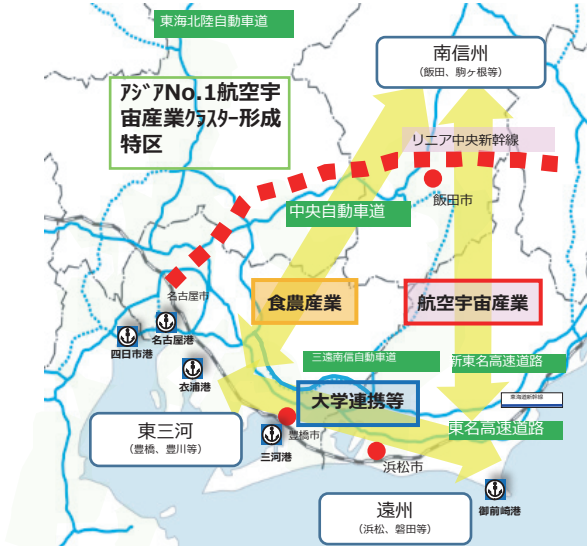 東海北陸自動車道
南信州
(飯田、駒ヶ根等)
アジアNo.1航空宇
宙産業クラスター形成
特区
リニア中央新幹線
飯田市
中央自動車道
名古屋市
食農産業
航空宇宙産業
名古屋港
四日市港
衣浦港
三遠南信自動車道
新東名高速道路
東海道新幹線
大学連携等
東三河
(豊橋、豊川等)
豊橋市
三河港
東名高速道路
浜松市
遠州
(浜松、磐田等)
御前崎港